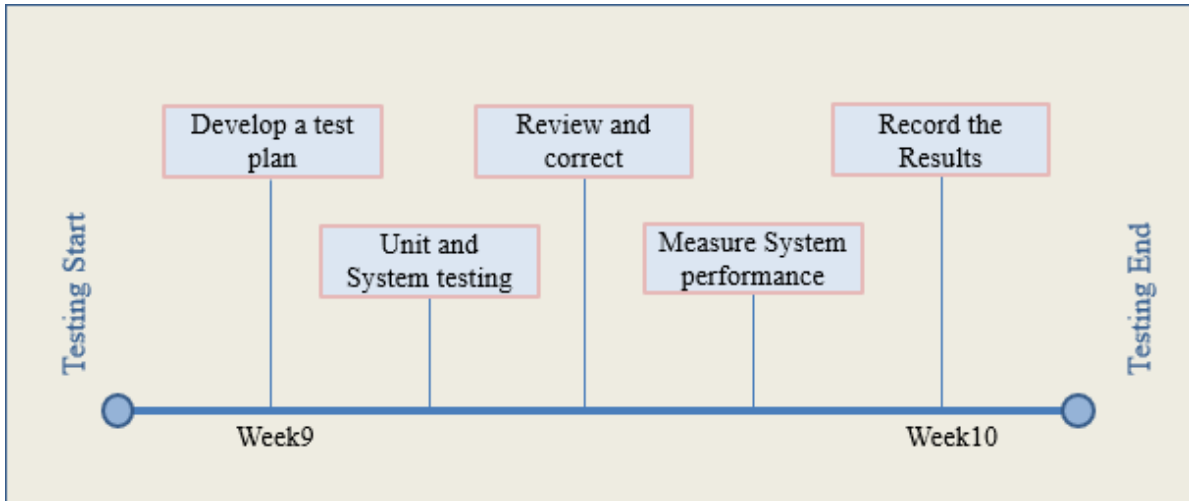 Develop a test
plan
Review and
correct
Record the
Results
Unit and
System testing
Measure System
performance
Testing Start
Testing End
Week9
Week10